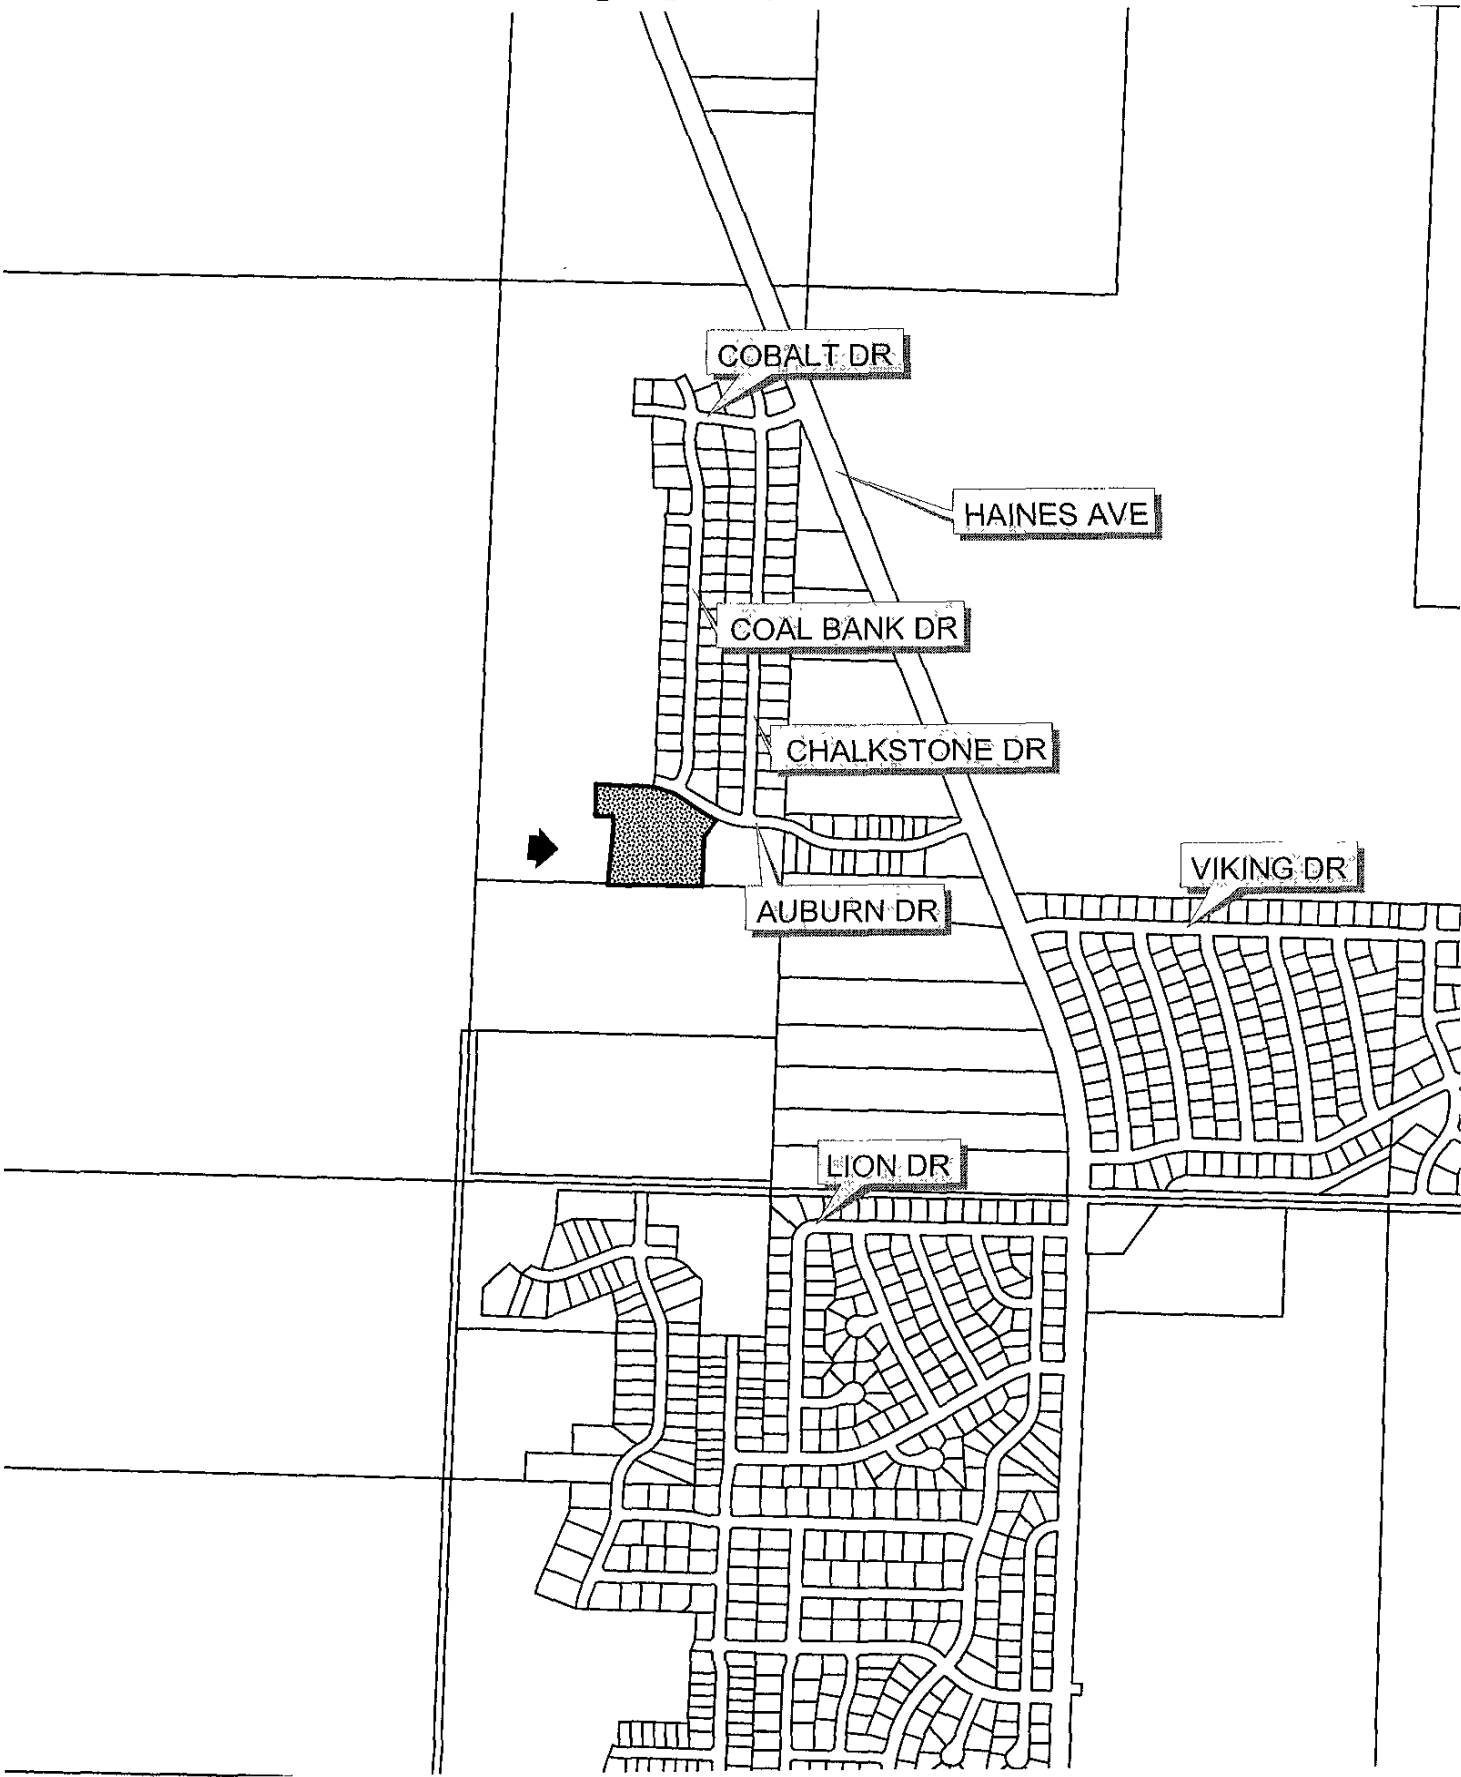 COBALT DR
HAINES AVE
COAL BANK DR
CHALKSTONE DR
VIKING DR
AUBURN DR
LION DR